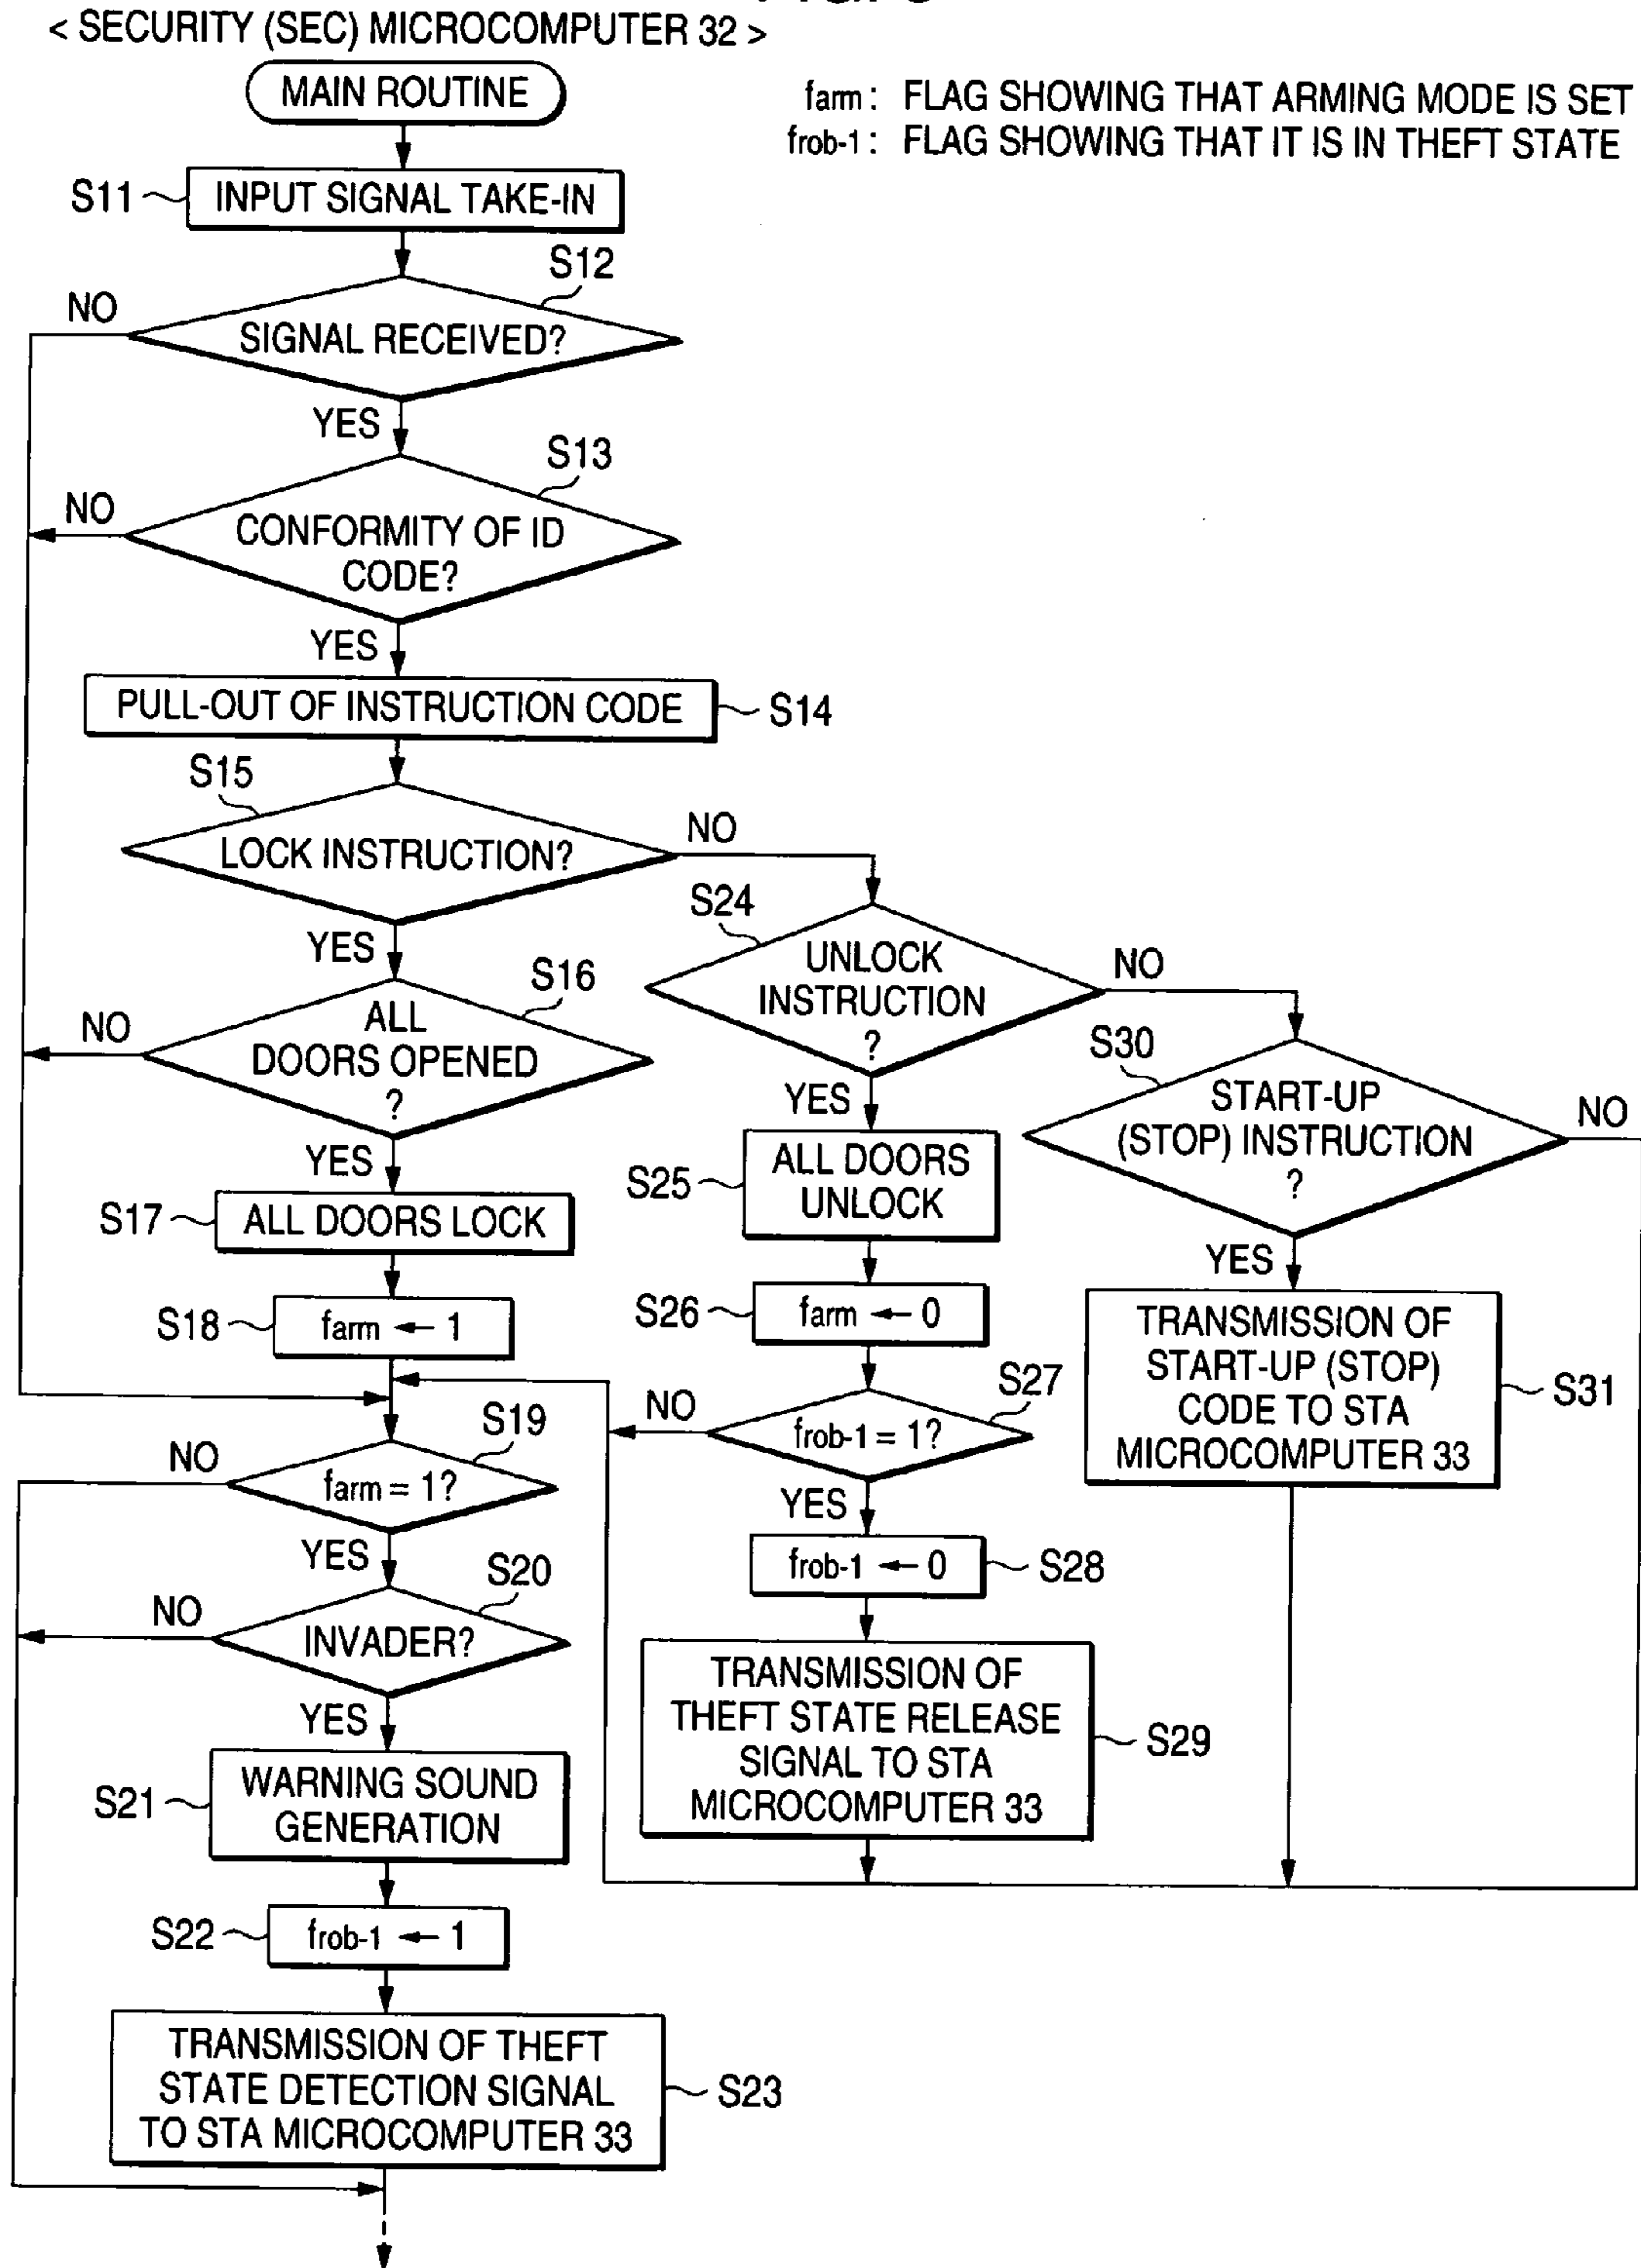 < SECURITY (SEC) MICROCOMPUTER 32 >
MAIN ROUTINE
farm : FLAG SHOWING THAT ARMING MODE IS SET
frob-1 : FLAG SHOWING THAT IT IS IN THEFT STATE
S11
INPUT SIGNAL TAKE-IN
S12
NO
SIGNAL RECEIVED?
YES
S13
NO
CONFORMITY OF ID
CODE?
YES
PULL-OUT OF INSTRUCTION CODE
S14
S15
LOCK INSTRUCTION?
NO
YES
S16
NO
ALL
DOORS OPENED
?
YES
S17
ALL DOORS LOCK
S18
farm ← 1
S19
NO
farm = 1?
YES
S20
NO
INVADER?
YES
S21
WARNING SOUND
GENERATION
S22
frob-1 ← 1
TRANSMISSION OF THEFT
STATE DETECTION SIGNAL
TO STA MICROCOMPUTER 33
S23
S24
UNLOCK
INSTRUCTION
?
NO
YES
S25
ALL DOORS
UNLOCK
S26
farm ← 0
S27
NO
frob-1 = 1?
YES
frob-1 ← 0
S28
TRANSMISSION OF
THEFT STATE RELEASE
SIGNAL TO STA
MICROCOMPUTER 33
S29
S30
START-UP
(STOP) INSTRUCTION
?
NO
YES
TRANSMISSION OF
START-UP (STOP)
CODE TO STA
MICROCOMPUTER 33
S31